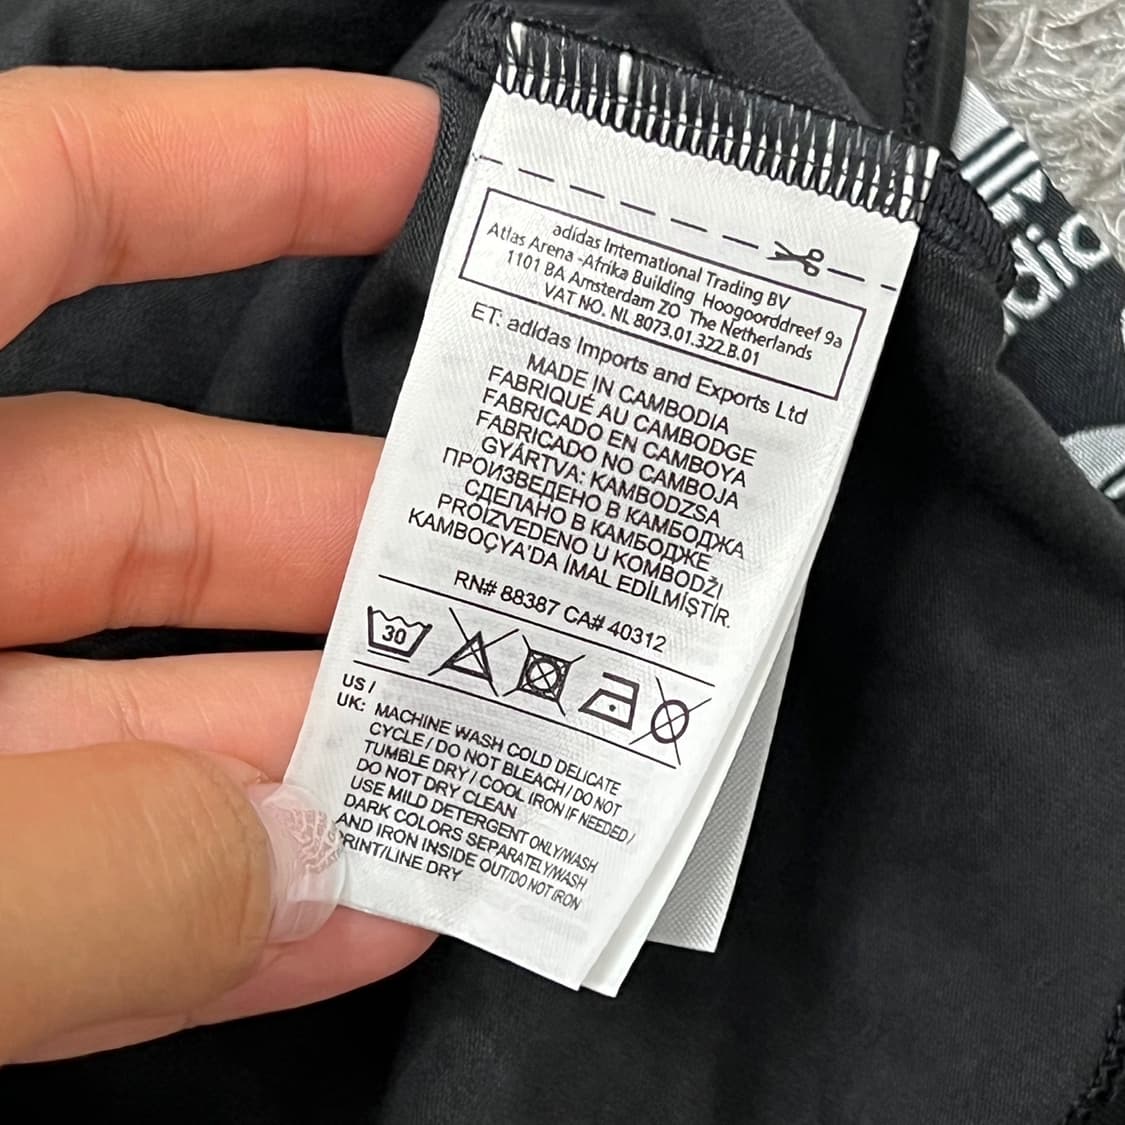 adidas International Trading BV
Atlas Arena -Afrika Building Hoogoorddreef 9a
1101 BA Amsterdam ZO The Netherlands
VAT NO. NL 8073.01.322.B.01
ET: adidas Imports and Exports Ltd
MADE IN CAMBODIA
FABRIQUÉ AU CAMBODGE
FABRICADO EN CAMBOYA
FABRICADO NO CAMBOJA
GYÁRTVA: KAMBODZSA
ПРОИЗВЕДЕНО В КАМБОДЖА
СДЕЛАНО В КАМБОДЖЕ
PROIZVEDENO U KOMBODŽI
KAMBOÇYA'DA İMAL EDİLMİŞTİR.
RN# 88387 CA# 40312
30
US /
UK: MACHINE WASH COLD DELICATE
CYCLE / DO NOT BLEACH / DO NOT
TUMBLE DRY / COOL IRON IF NEEDED /
DO NOT DRY CLEAN
USE MILD DETERGENT ONLY/WASH
DARK COLORS SEPARATELY/WASH
AND IRON INSIDE OUT/DO NOT IRON
PRINT/LINE DRY